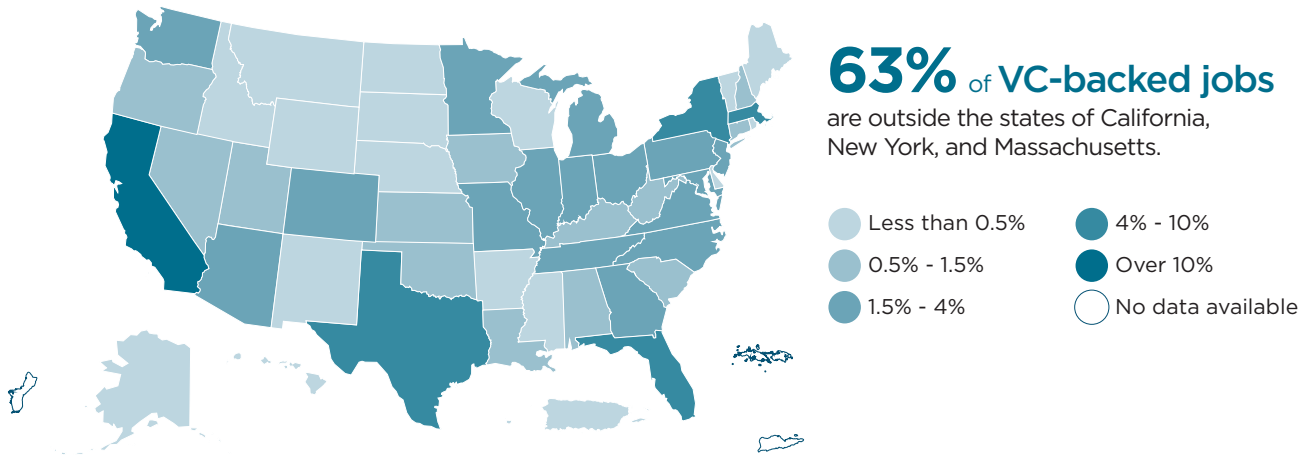 63% of VC-backed jobs
are outside the states of California,
New York, and Massachusetts.
Less than 0.5%
0.5% - 1.5%
1.5% - 4%
4% - 10%
Over 10%
No data available